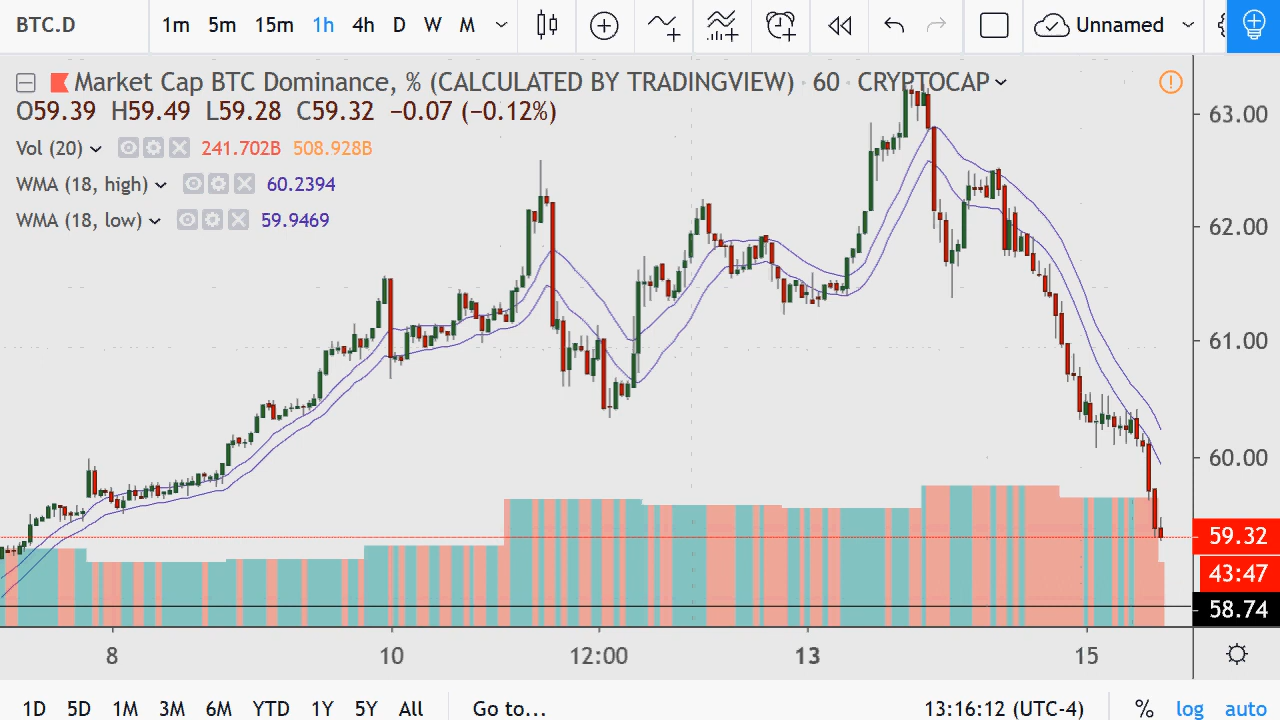 BTC.D 1m 5m 15m 1h 4h D W M Unnamed
Market Cap BTC Dominance, % (CALCULATED BY TRADINGVIEW) · 60 · CRYPTOCAP
O59.39 H59.49 L59.28 C59.32 −0.07 (−0.12%)
Vol (20) 241.702B 508.928B
WMA (18, high) 60.2394
WMA (18, low) 59.9469
63.00
62.00
61.00
60.00
59.32
43:47
58.74
8 10 12:00 13 15
1D 5D 1M 3M 6M YTD 1Y 5Y All Go to... 13:16:12 (UTC-4) % log auto